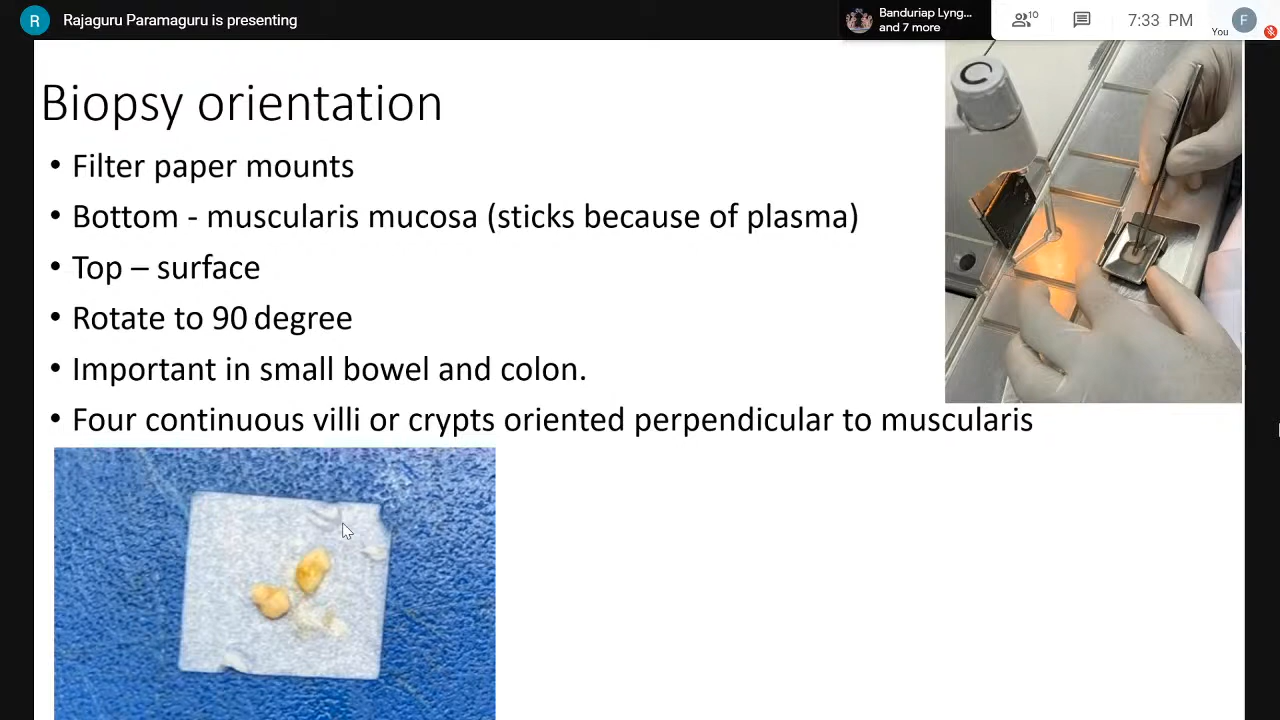 R Rajaguru Paramaguru is presenting
Banduriap Lyng...
and 7 more
10
7:33 PM
You
F
Biopsy orientation
• Filter paper mounts
• Bottom - muscularis mucosa (sticks because of plasma)
• Top – surface
• Rotate to 90 degree
• Important in small bowel and colon.
• Four continuous villi or crypts oriented perpendicular to muscularis